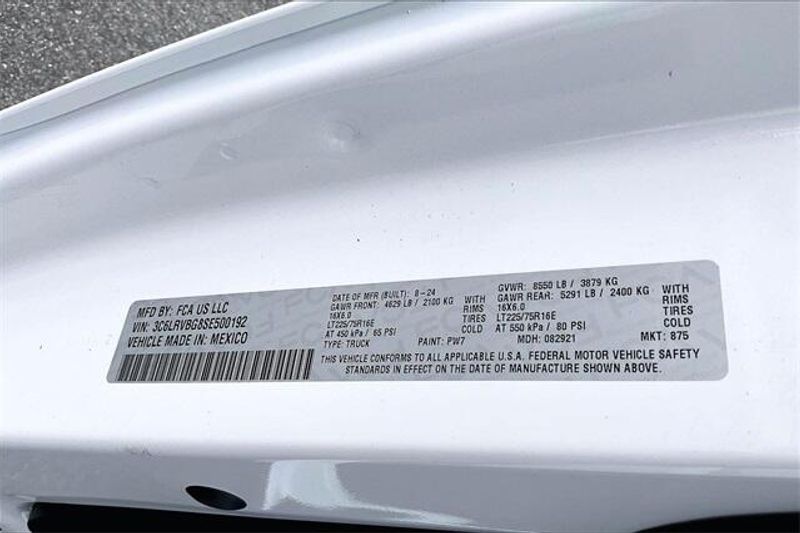 MFD BY: FCA US LLC
VIN: 3C6LRVBG8SE500192
VEHICLE MADE IN: MEXICO
DATE OF MFR (BUILT): 8-24
GAWR FRONT: 4629 LB / 2100 KG WITH
16X6.0 RIMS
LT225/75R16E TIRES
AT 450 KPA / 65 PSI COLD
TYPE: TRUCK PAINT: PW7
GVWR: 8550 LB / 3879 KG
GAWR REAR: 5291 LB / 2400 KG WITH
16X6.0 RIMS
LT225/75R16E TIRES
AT 550 KPA / 80 PSI COLD
MDH: 082921 MKT: 875
THIS VEHICLE CONFORMS TO ALL APPLICABLE U.S.A. FEDERAL MOTOR VEHICLE SAFETY
STANDARDS IN EFFECT ON THE DATE OF MANUFACTURE SHOWN ABOVE.